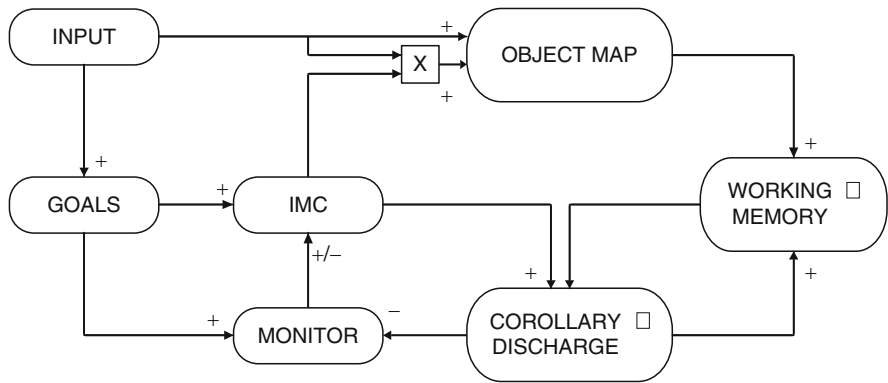 INPUT
+
OBJECT MAP
X
+
+
+
GOALS
+
IMC
WORKING □
MEMORY
+/−
+
+
+
MONITOR
−
COROLLARY □
DISCHARGE